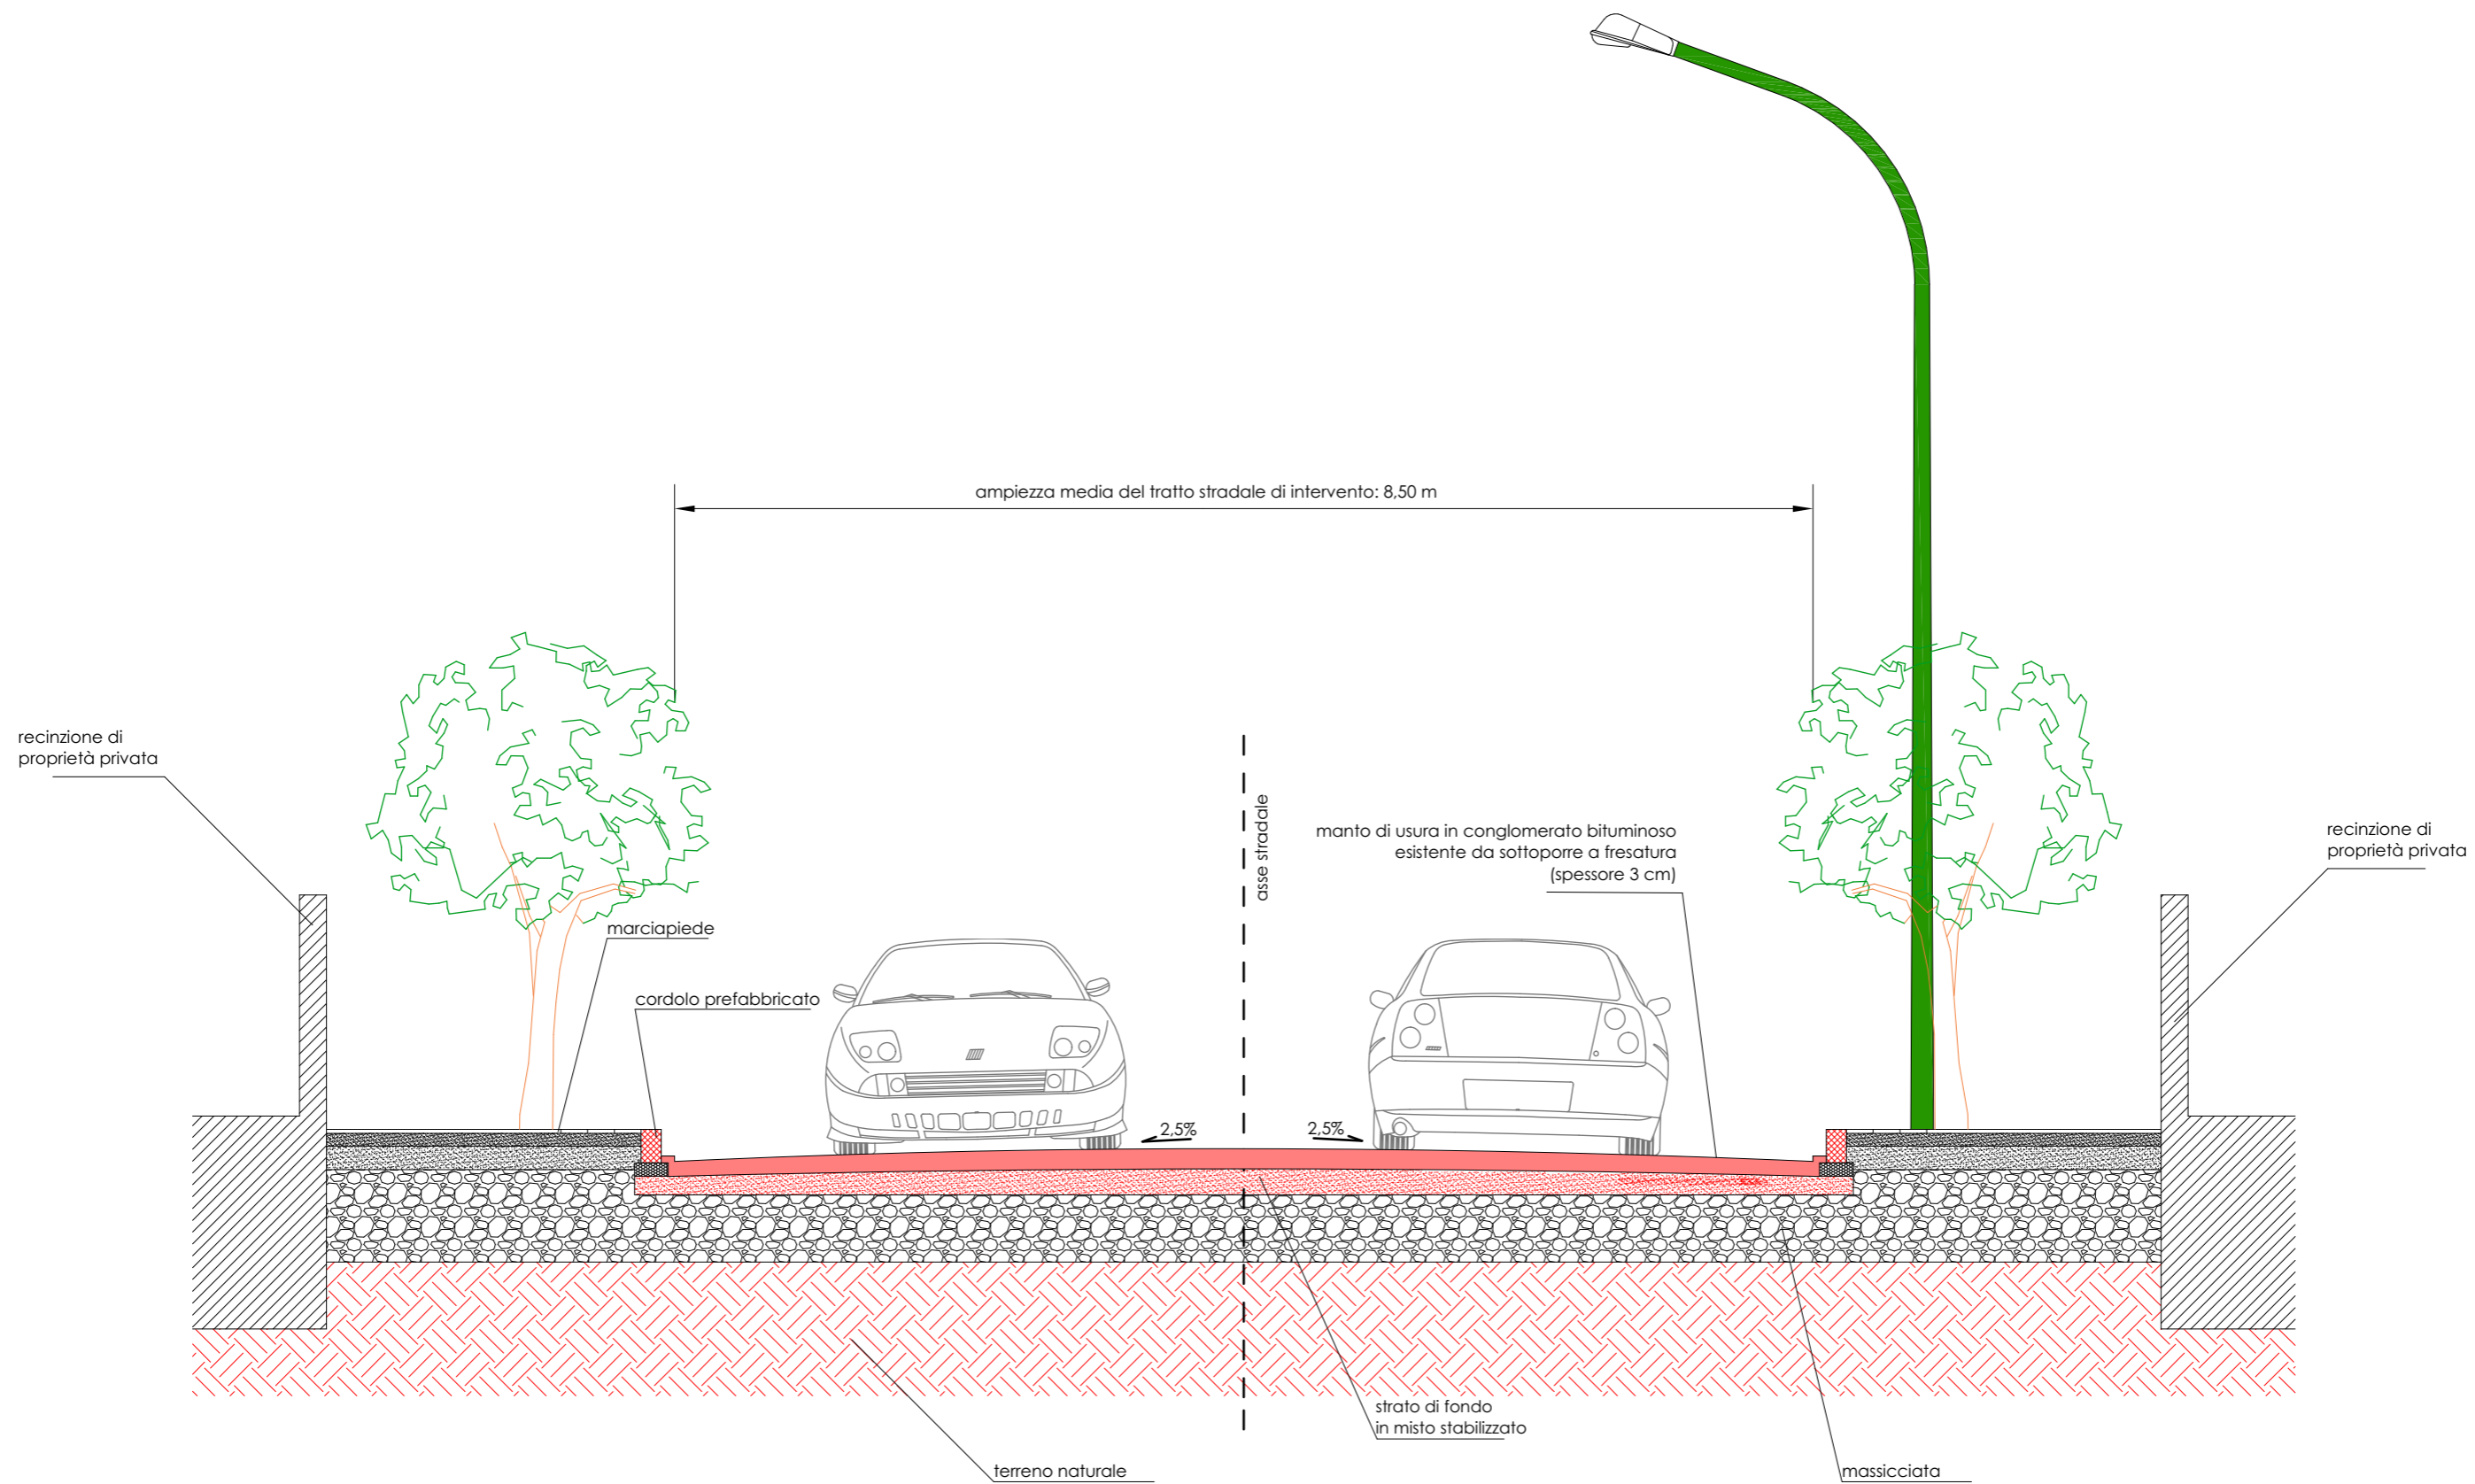 ampiezza media del tratto stradale di intervento: 8,50 m
recinzione di
proprietà privata
asse stradale
manto di usura in conglomerato bituminoso
esistente da sottoporre a fresatura
(spessore 3 cm)
recinzione di
proprietà privata
marciapiede
cordolo prefabbricato
2,5%
2,5%
strato di fondo
in misto stabilizzato
terreno naturale
massicciata